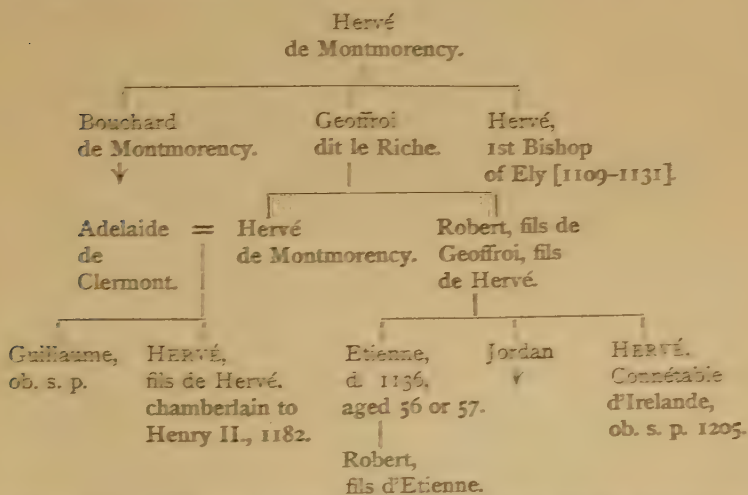 Hervé
de Montmorency.
Bouchard
de Montmorency.
Geoffroi
dit le Riche.
Hervé,
1st Bishop
of Ely [1109-1131].
Adelaide
de
Clermont.
=
Hervé
de Montmorency.
Robert, fils de
Geoffroi, fils
de Hervé.
Guillaume,
ob. s. p.
HERVÉ,
fils de Hervé.
chamberlain to
Henry II., 1182.
Etienne,
d. 1136,
aged 56 or 57.
Jordan
HERVÉ.
Connétable
d'Irelande,
ob. s. p. 1205.
Robert,
fils d'Etienne.